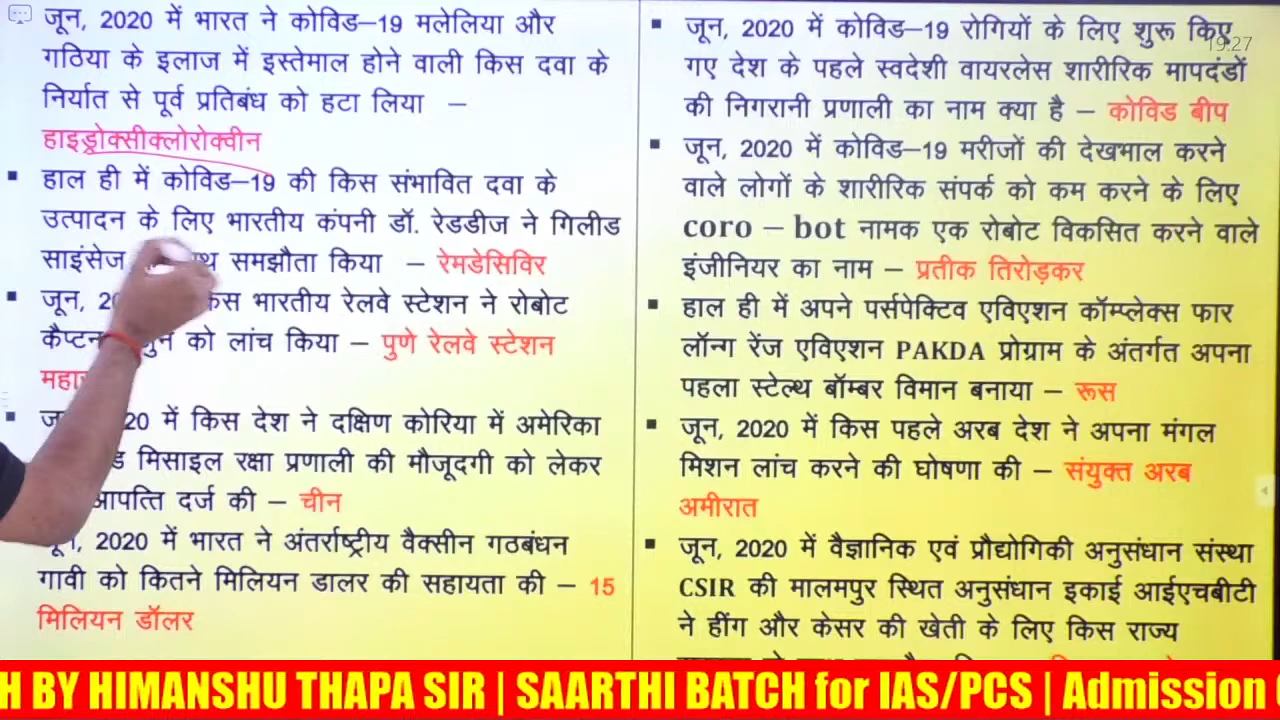 जून, 2020 में भारत ने कोविड–19 मलेलिया और
गठिया के इलाज में इस्तेमाल होने वाली किस दवा के
निर्यात से पूर्व प्रतिबंध को हटा लिया –
हाइड्रोक्सीक्लोरोक्वीन
▪ हाल ही में कोविड–19 की किस संभावित दवा के
उत्पादन के लिए भारतीय कंपनी डॉ. रेडडीज ने गिलीड
साइंसेज समझौता किया – रेमडेसिविर
▪ जून, भारतीय रेलवे स्टेशन ने रोबोट
कैप्टन को लांच किया – पुणे रेलवे स्टेशन
में किस देश ने दक्षिण कोरिया में अमेरिका
मिसाइल रक्षा प्रणाली की मौजूदगी को लेकर
आपत्ति दर्ज की – चीन
2020 में भारत ने अंतर्राष्ट्रीय वैक्सीन गठबंधन
गावी को कितने मिलियन डालर की सहायता की – 15
मिलियन डॉलर
▪ जून, 2020 में कोविड–19 रोगियों के लिए शुरू किए
19:27
गए देश के पहले स्वदेशी वायरलेस शारीरिक मापदंडों
की निगरानी प्रणाली का नाम क्या है – कोविड बीप
▪ जून, 2020 में कोविड–19 मरीजों की देखभाल करने
वाले लोगों के शारीरिक संपर्क को कम करने के लिए
coro – bot नामक एक रोबोट विकसित करने वाले
इंजीनियर का नाम – प्रतीक तिरोड़कर
▪ हाल ही में अपने पर्सपेक्टिव एविएशन कॉम्प्लेक्स फार
लॉन्ग रेंज एविएशन PAKDA प्रोग्राम के अंतर्गत अपना
पहला स्टेल्थ बॉम्बर विमान बनाया – रूस
▪ जून, 2020 में किस पहले अरब देश ने अपना मंगल
मिशन लांच करने की घोषणा की – संयुक्त अरब
अमीरात
▪ जून, 2020 में वैज्ञानिक एवं प्रौद्योगिकी अनुसंधान संस्था
CSIR की मालमपुर स्थित अनुसंधान इकाई आईएचबीटी
ने हींग और केसर की खेती के लिए किस राज्य
H BY HIMANSHU THAPA SIR | SAARTHI BATCH for IAS/PCS | Admission